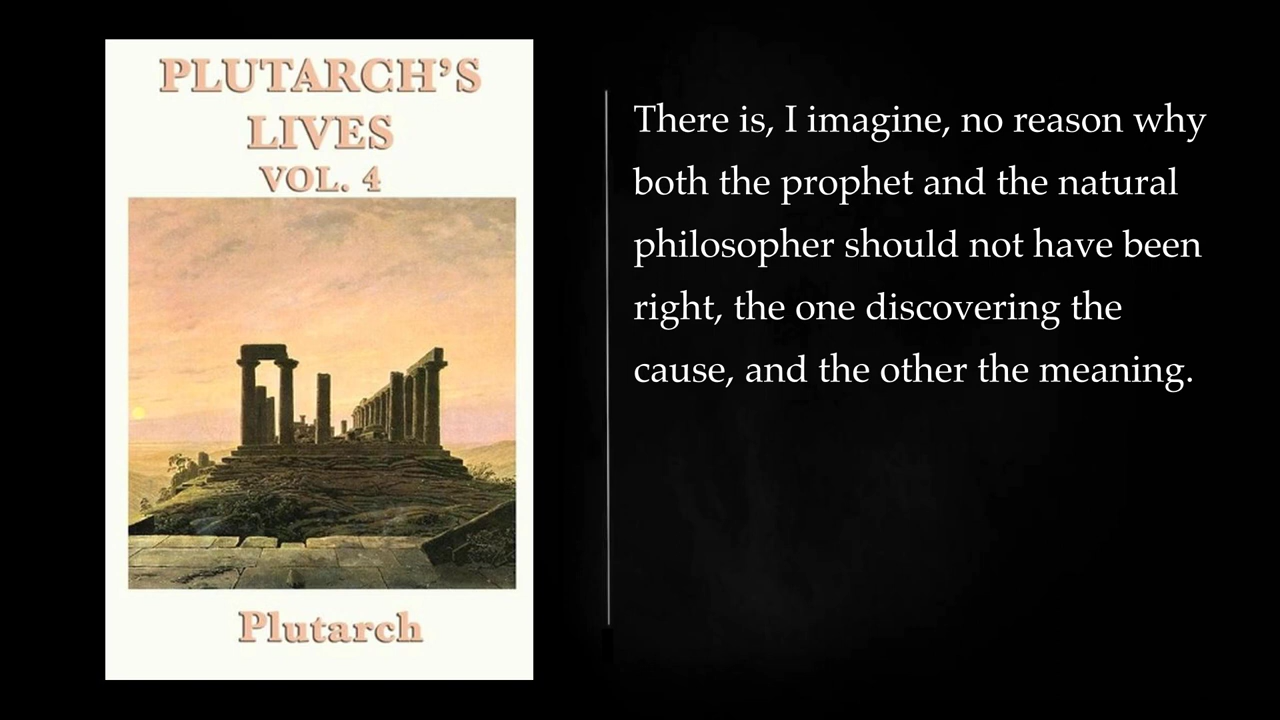 PLUTARCH'S
LIVES
VOL. 4
Plutarch
There is, I imagine, no reason why
both the prophet and the natural
philosopher should not have been
right, the one discovering the
cause, and the other the meaning.